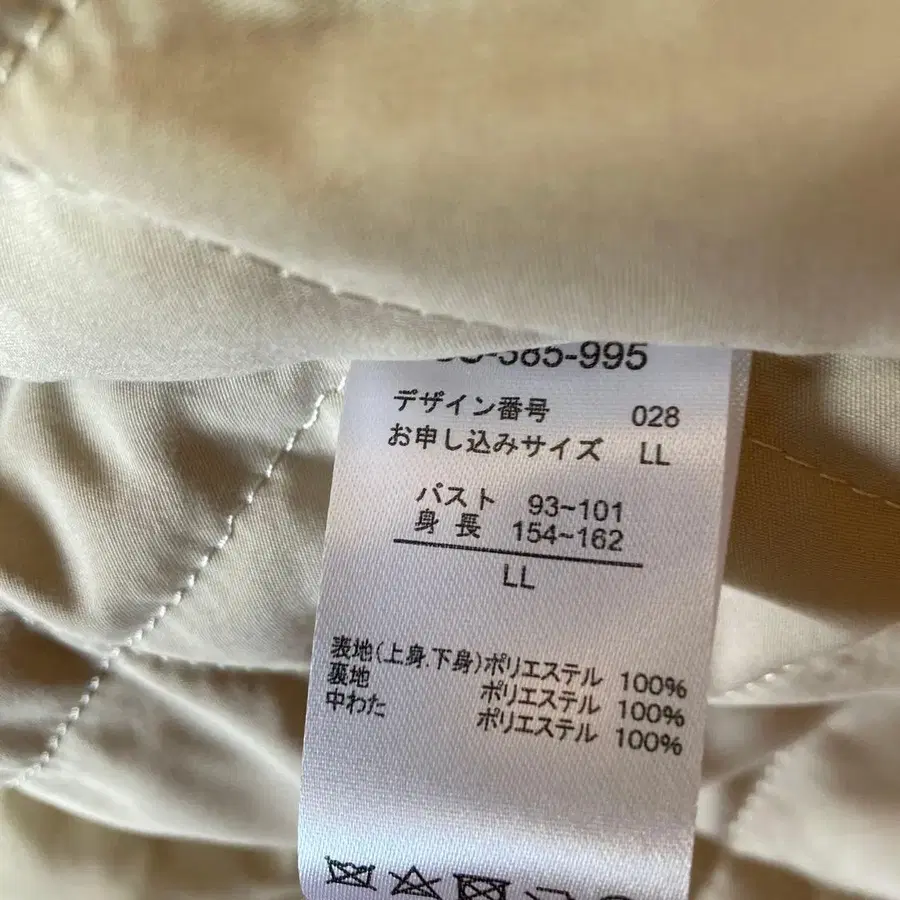 385-995
デザイン番号 028
お申し込みサイズ LL
バスト 93~101
身長 154~162
LL
表地(上身.下身)ポリエステル 100%
裏地 ポリエステル 100%
中わた ポリエステル 100%